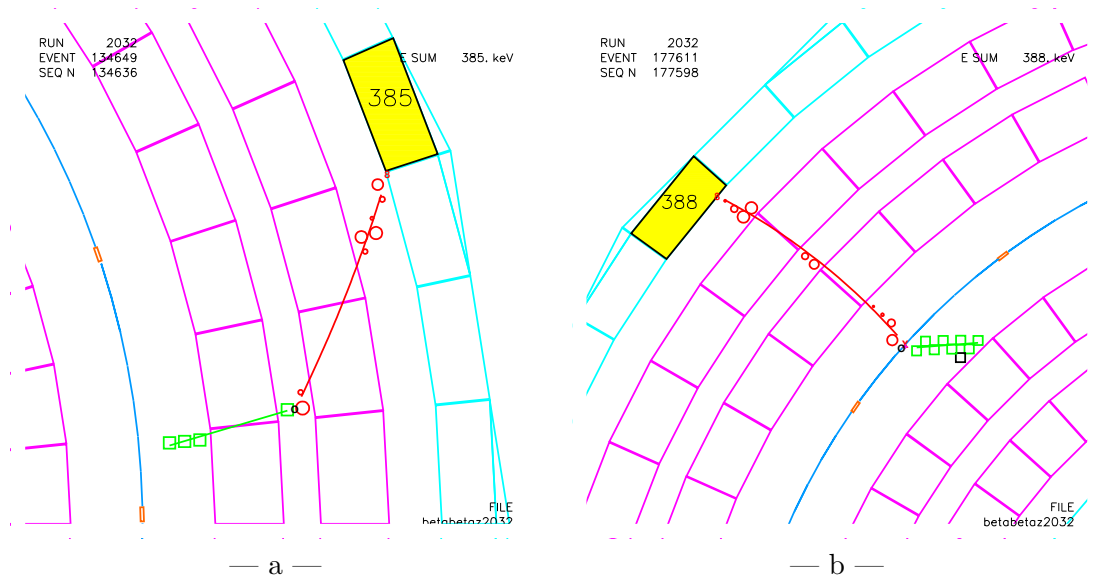 RUN 2032
EVENT 134649
SEQ N 134636
E SUM 385. keV
385
FILE
betabetaz2032
— a —
RUN 2032
EVENT 177611
SEQ N 177598
E SUM 388. keV
388
FILE
betabetaz2032
— b —